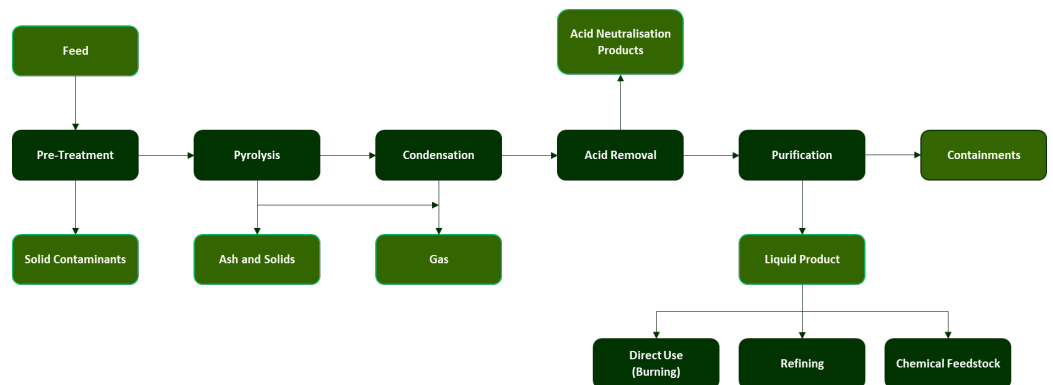 Acid Neutralisation
Products
Feed
Pre-Treatment
Pyrolysis
Condensation
Acid Removal
Purification
Containments
Solid Contaminants
Ash and Solids
Gas
Liquid Product
Direct Use
(Burning)
Refining
Chemical Feedstock